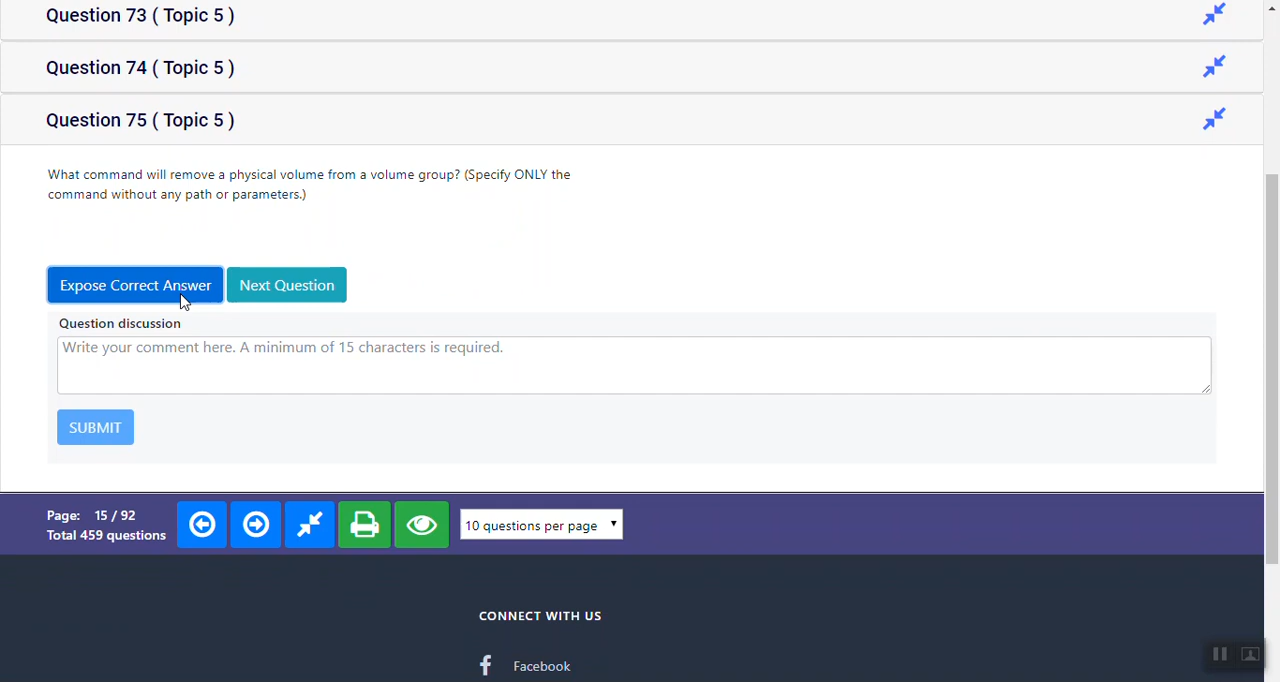 Question 73 ( Topic 5 )
Question 74 ( Topic 5 )
Question 75 ( Topic 5 )
What command will remove a physical volume from a volume group? (Specify ONLY the
command without any path or parameters.)
Expose Correct Answer
Next Question
Question discussion
Write your comment here. A minimum of 15 characters is required.
SUBMIT
Page: 15 / 92
Total 459 questions
10 questions per page
CONNECT WITH US
Facebook